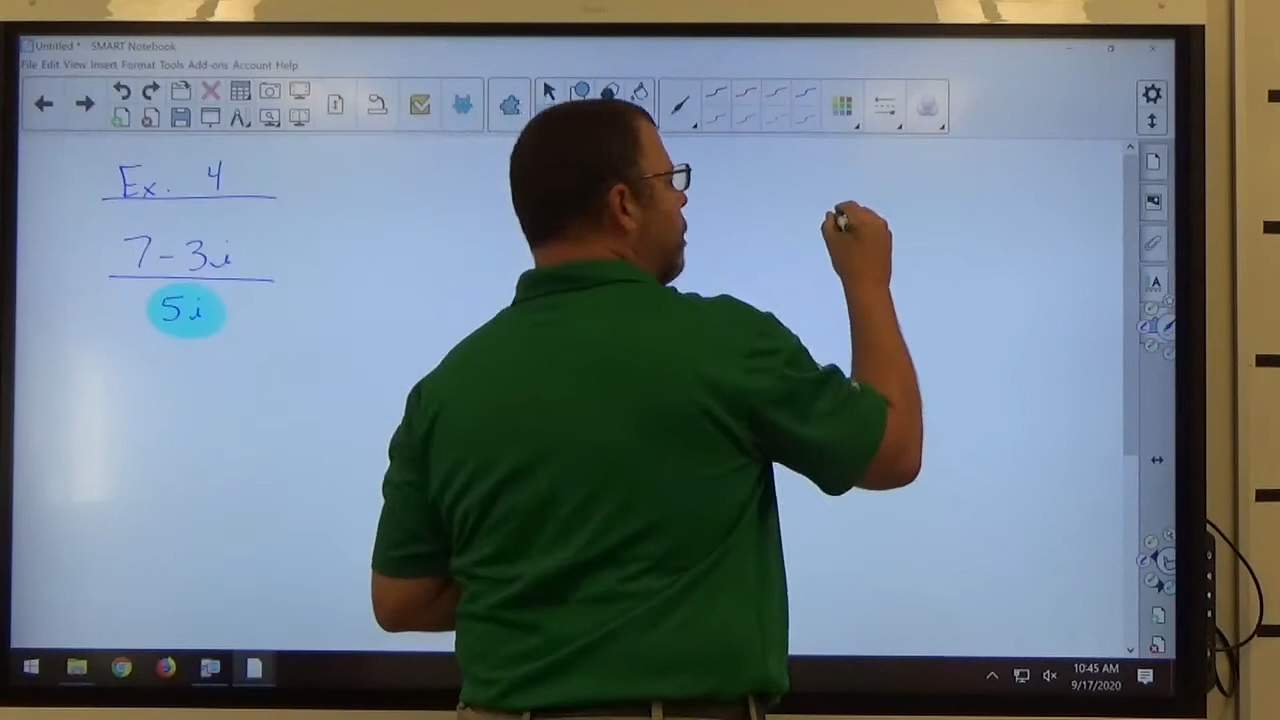 Untitled * SMART Notebook
File Edit View Insert Format Tools Add-ons Account Help
Ex. 4
7-3i
5i
10:45 AM
9/17/2020